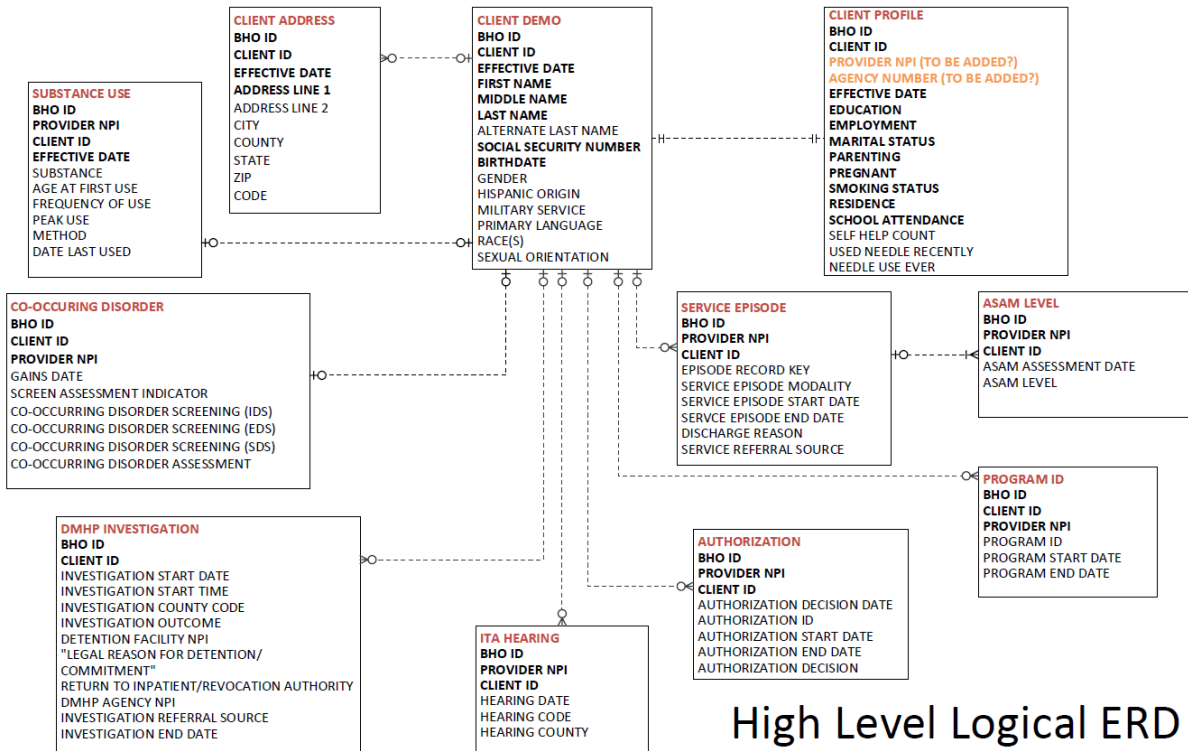 CLIENT ADDRESS
BHO ID
CLIENT ID
EFFECTIVE DATE
ADDRESS LINE 1
ADDRESS LINE 2
CITY
COUNTY
STATE
ZIP
CODE
CLIENT DEMO
BHO ID
CLIENT ID
EFFECTIVE DATE
FIRST NAME
MIDDLE NAME
LAST NAME
ALTERNATE LAST NAME
SOCIAL SECURITY NUMBER
BIRTHDATE
GENDER
HISPANIC ORIGIN
MILITARY SERVICE
PRIMARY LANGUAGE
RACE(S)
SEXUAL ORIENTATION
CLIENT PROFILE
BHO ID
CLIENT ID
PROVIDER NPI (TO BE ADDED?)
AGENCY NUMBER (TO BE ADDED?)
EFFECTIVE DATE
EDUCATION
EMPLOYMENT
MARITAL STATUS
PARENTING
PREGNANT
SMOKING STATUS
RESIDENCE
SCHOOL ATTENDANCE
SELF HELP COUNT
USED NEEDLE RECENTLY
NEEDLE USE EVER
SUBSTANCE USE
BHO ID
PROVIDER NPI
CLIENT ID
EFFECTIVE DATE
SUBSTANCE
AGE AT FIRST USE
FREQUENCY OF USE
PEAK USE
METHOD
DATE LAST USED
CO-OCCURING DISORDER
BHO ID
CLIENT ID
PROVIDER NPI
GAINS DATE
SCREEN ASSESSMENT INDICATOR
CO-OCCURRING DISORDER SCREENING (IDS)
CO-OCCURRING DISORDER SCREENING (EDS)
CO-OCCURRING DISORDER SCREENING (SDS)
CO-OCCURRING DISORDER ASSESSMENT
SERVICE EPISODE
BHO ID
PROVIDER NPI
CLIENT ID
EPISODE RECORD KEY
SERVICE EPISODE MODALITY
SERVICE EPISODE START DATE
SERVCE EPISODE END DATE
DISCHARGE REASON
SERVICE REFERRAL SOURCE
ASAM LEVEL
BHO ID
PROVIDER NPI
CLIENT ID
ASAM ASSESSMENT DATE
ASAM LEVEL
PROGRAM ID
BHO ID
CLIENT ID
PROVIDER NPI
PROGRAM ID
PROGRAM START DATE
PROGRAM END DATE
DMHP INVESTIGATION
BHO ID
CLIENT ID
INVESTIGATION START DATE
INVESTIGATION START TIME
INVESTIGATION COUNTY CODE
INVESTIGATION OUTCOME
DETENTION FACILITY NPI
"LEGAL REASON FOR DETENTION/
COMMITMENT"
RETURN TO INPATIENT/REVOCATION AUTHORITY
DMHP AGENCY NPI
INVESTIGATION REFERRAL SOURCE
INVESTIGATION END DATE
ITA HEARING
BHO ID
PROVIDER NPI
CLIENT ID
HEARING DATE
HEARING CODE
HEARING COUNTY
AUTHORIZATION
BHO ID
PROVIDER NPI
CLIENT ID
AUTHORIZATION DECISION DATE
AUTHORIZATION ID
AUTHORIZATION START DATE
AUTHORIZATION END DATE
AUTHORIZATION DECISION
High Level Logical ERD